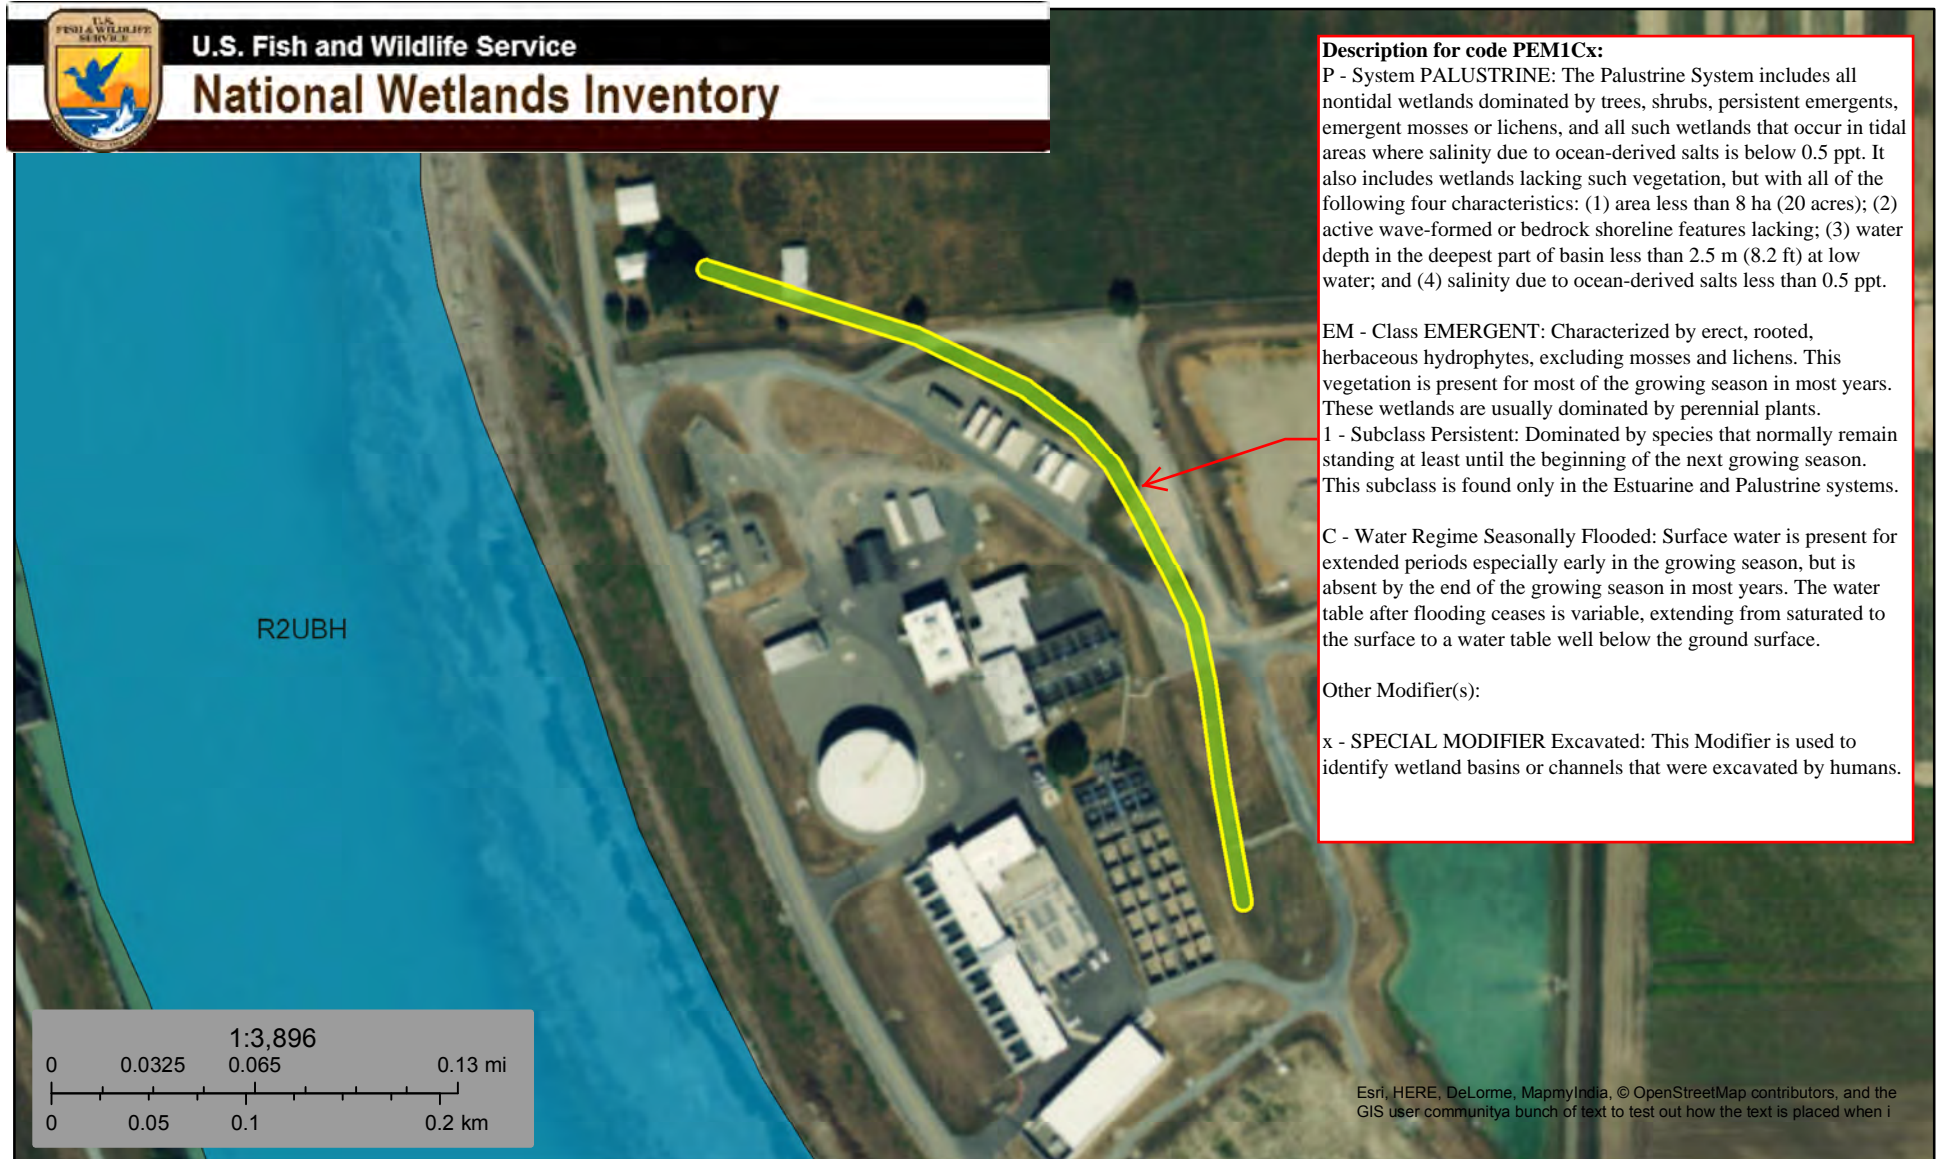 U.S.
FISH & WILDLIFE
SERVICE
U.S. Fish and Wildlife Service
National Wetlands Inventory
Description for code PEM1Cx:
P - System PALUSTRINE: The Palustrine System includes all
nontidal wetlands dominated by trees, shrubs, persistent emergents,
emergent mosses or lichens, and all such wetlands that occur in tidal
areas where salinity due to ocean-derived salts is below 0.5 ppt. It
also includes wetlands lacking such vegetation, but with all of the
following four characteristics: (1) area less than 8 ha (20 acres); (2)
active wave-formed or bedrock shoreline features lacking; (3) water
depth in the deepest part of basin less than 2.5 m (8.2 ft) at low
water; and (4) salinity due to ocean-derived salts less than 0.5 ppt.
EM - Class EMERGENT: Characterized by erect, rooted,
herbaceous hydrophytes, excluding mosses and lichens. This
vegetation is present for most of the growing season in most years.
These wetlands are usually dominated by perennial plants.
1 - Subclass Persistent: Dominated by species that normally remain
standing at least until the beginning of the next growing season.
This subclass is found only in the Estuarine and Palustrine systems.
C - Water Regime Seasonally Flooded: Surface water is present for
extended periods especially early in the growing season, but is
absent by the end of the growing season in most years. The water
table after flooding ceases is variable, extending from saturated to
the surface to a water table well below the ground surface.
Other Modifier(s):
x - SPECIAL MODIFIER Excavated: This Modifier is used to
identify wetland basins or channels that were excavated by humans.
R2UBH
1:3,896
0 0.0325 0.065 0.13 mi
0 0.05 0.1 0.2 km
Esri, HERE, DeLorme, MapmyIndia, © OpenStreetMap contributors, and the
GIS user communitya bunch of text to test out how the text is placed when i